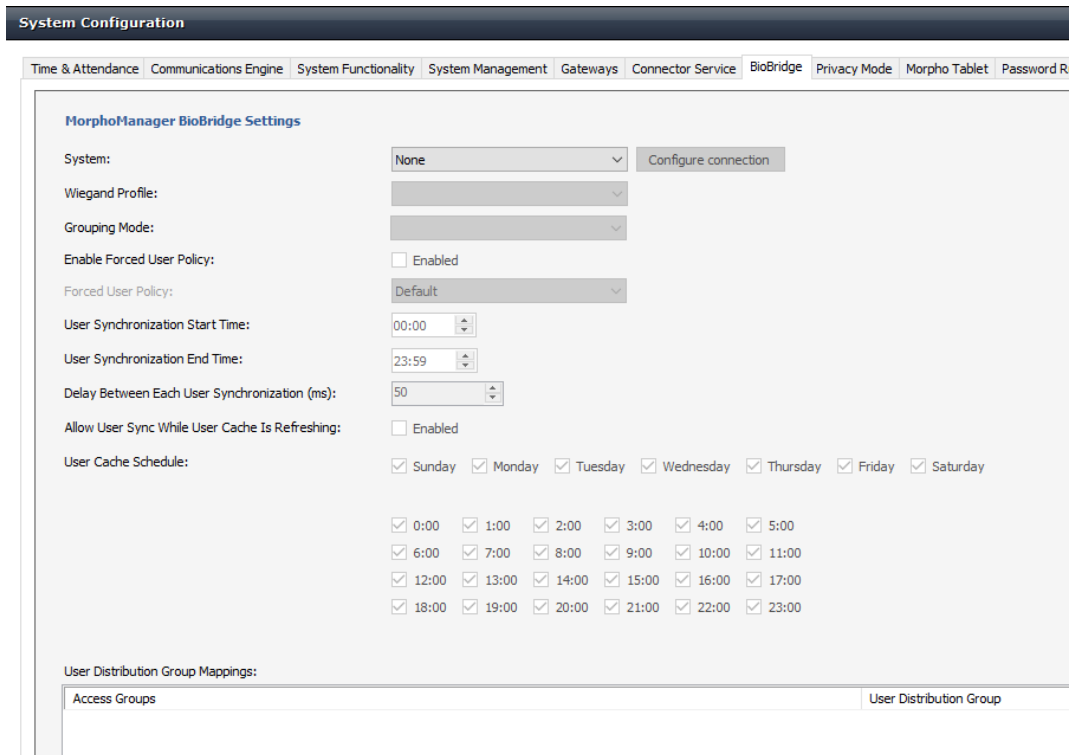 System Configuration
Time & Attendance Communications Engine System Functionality System Management Gateways Connector Service BioBridge Privacy Mode Morpho Tablet Password
MorphoManager BioBridge Settings
System: None Configure connection
Wiegand Profile:
Grouping Mode:
Enable Forced User Policy: Enabled
Forced User Policy: Default
User Synchronization Start Time: 00:00
User Synchronization End Time: 23:59
Delay Between Each User Synchronization (ms): 50
Allow User Sync While User Cache Is Refreshing: Enabled
User Cache Schedule: Sunday Monday Tuesday Wednesday Thursday Friday Saturday
0:00 1:00 2:00 3:00 4:00 5:00
6:00 7:00 8:00 9:00 10:00 11:00
12:00 13:00 14:00 15:00 16:00 17:00
18:00 19:00 20:00 21:00 22:00 23:00
User Distribution Group Mappings:
Access Groups User Distribution Group